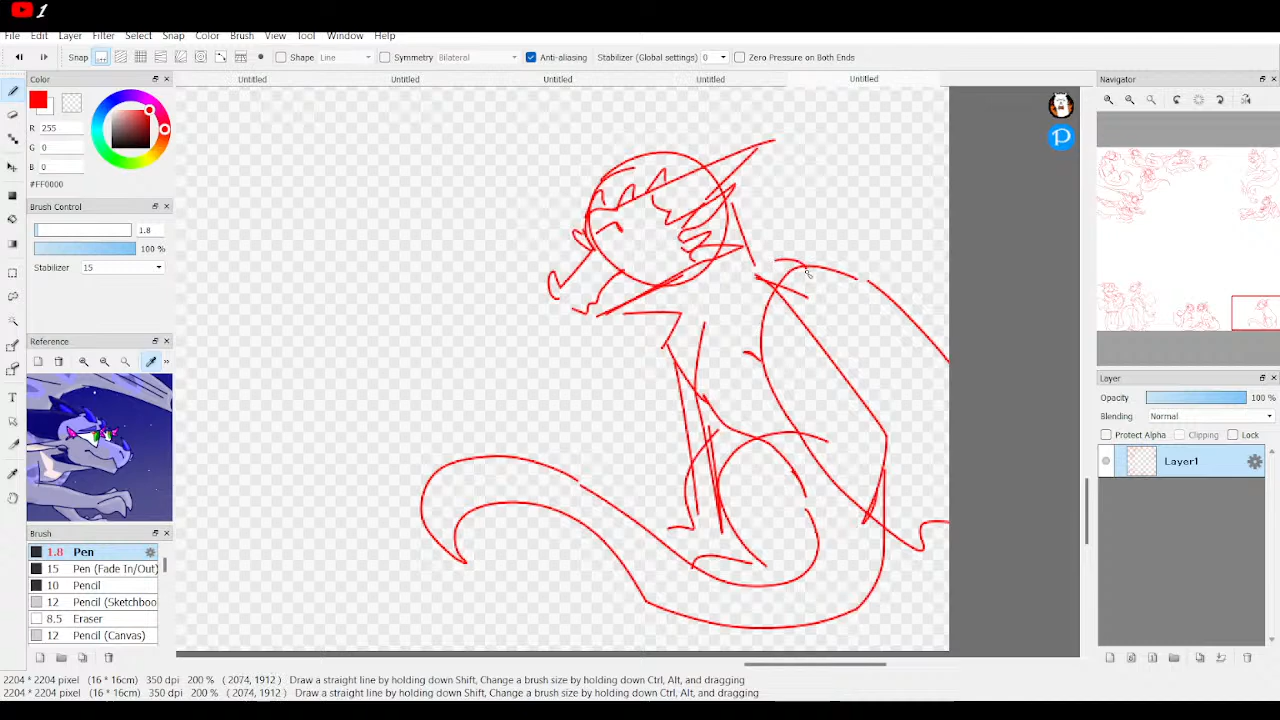 1
File Edit Layer Filter Select Snap Color Brush View Tool Window Help
Snap Shape Line Symmetry Bilateral Anti-aliasing Stabilizer (Global settings) 0 Zero Pressure on Both Ends
Color
Untitled Untitled Untitled Untitled Untitled
Navigator
R 255
G 0
B 0
#FF0000
Brush Control
1.8
100 %
Stabilizer 15
Reference
Layer
Opacity 100 %
Blending Normal
Protect Alpha Clipping Lock
Layer1
Brush
1.8 Pen
15 Pen (Fade In/Out)
10 Pencil
12 Pencil (Sketchboo
8.5 Eraser
12 Pencil (Canvas)
2204 * 2204 pixel (16 * 16cm) 350 dpi 200 % ( 2074, 1912 ) Draw a straight line by holding down Shift, Change a brush size by holding down Ctrl, Alt, and dragging
2204 * 2204 pixel (16 * 16cm) 350 dpi 200 % ( 2074, 1912 ) Draw a straight line by holding down Shift, Change a brush size by holding down Ctrl, Alt, and dragging